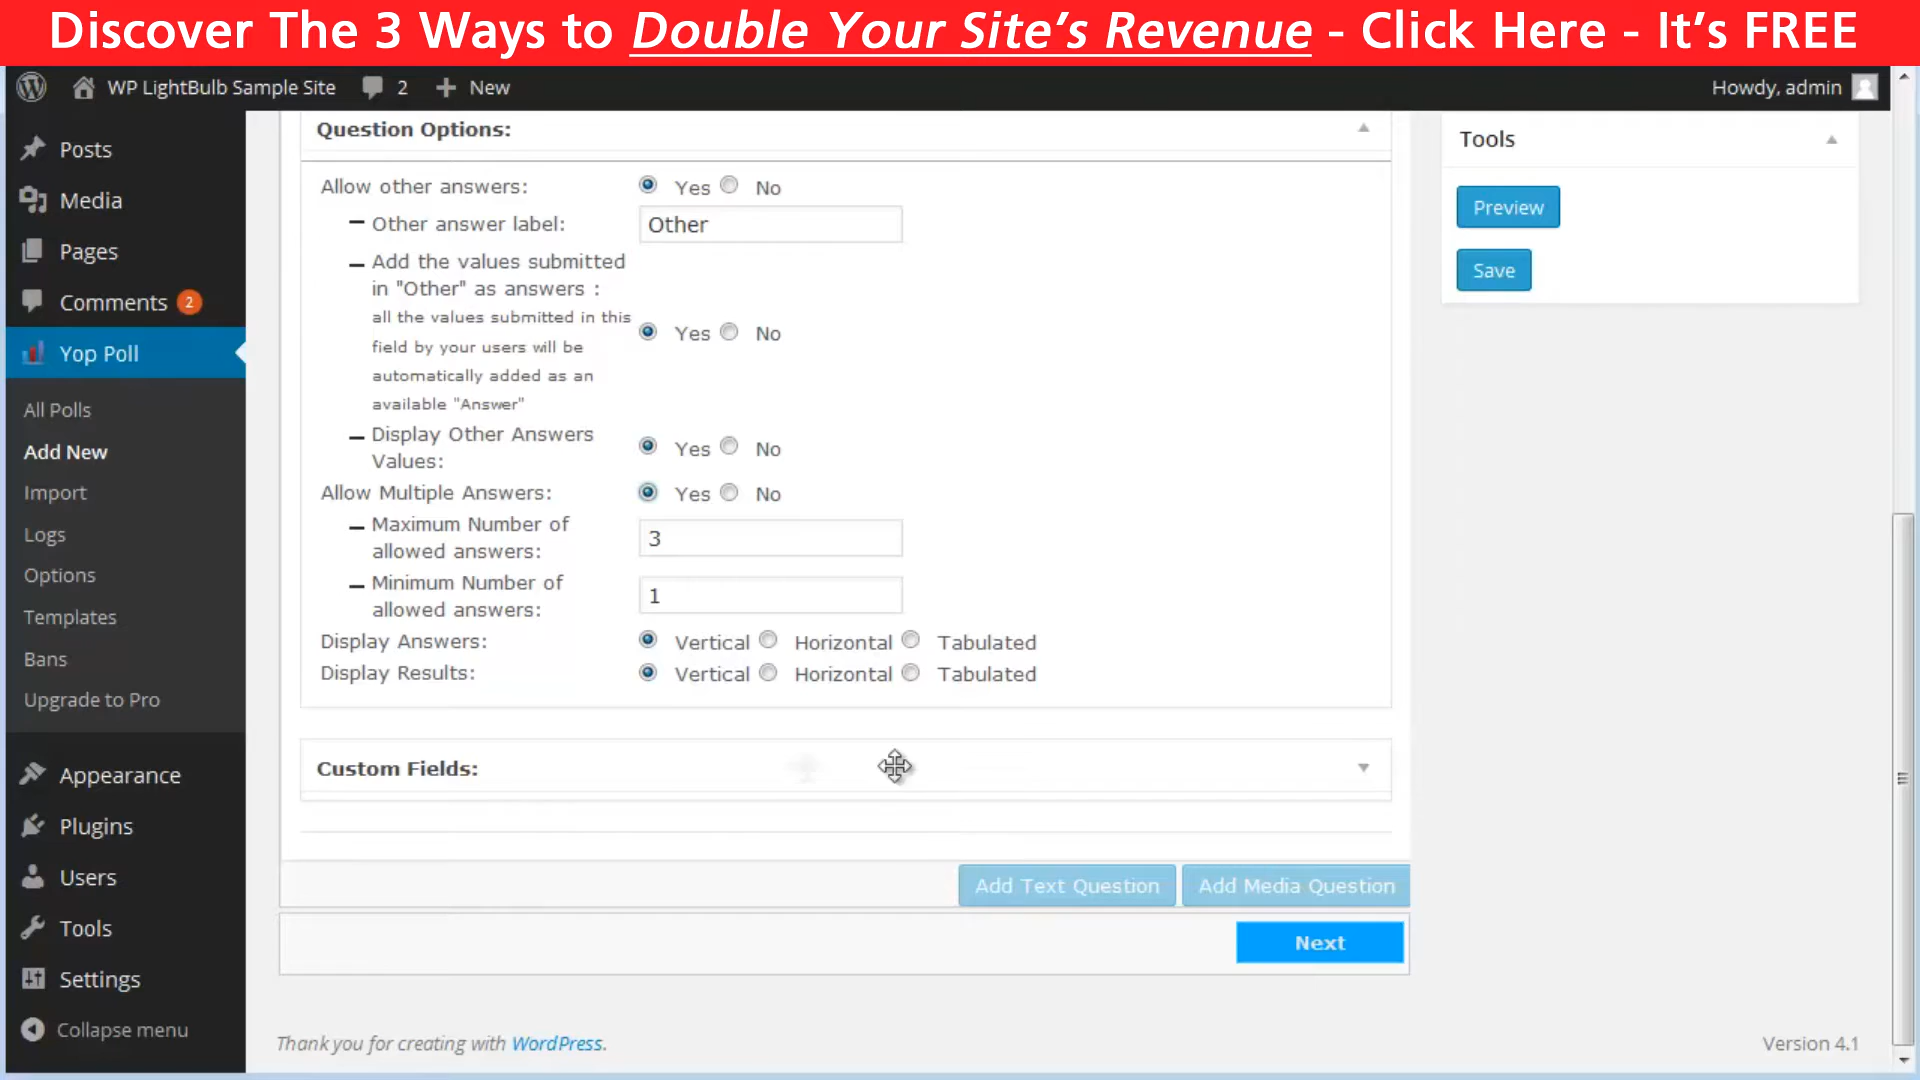 Discover The 3 Ways to Double Your Site's Revenue - Click Here - It's FREE
WP LightBulb Sample Site 2 New Howdy, admin
Posts
Media
Pages
Comments 2
Yop Poll
All Polls
Add New
Import
Logs
Options
Templates
Bans
Upgrade to Pro
Appearance
Plugins
Users
Tools
Settings
Collapse menu
Question Options:
Allow other answers: Yes No
Other answer label: Other
Add the values submitted
in "Other" as answers :
all the values submitted in this
field by your users will be
automatically added as an
available "Answer"
Yes No
Display Other Answers
Values:
Yes No
Allow Multiple Answers: Yes No
Maximum Number of
allowed answers:
3
Minimum Number of
allowed answers:
1
Display Answers: Vertical Horizontal Tabulated
Display Results: Vertical Horizontal Tabulated
Custom Fields:
Add Text Question Add Media Question
Next
Tools
Preview
Save
Thank you for creating with WordPress.
Version 4.1